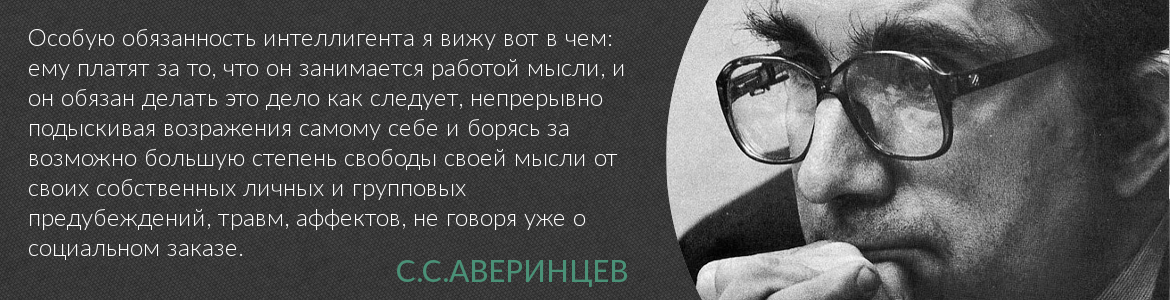 Особую обязанность интеллигента я вижу вот в чем:
ему платят за то, что он занимается работой мысли, и
он обязан делать это дело как следует, непрерывно
подыскивая возражения самому себе и борясь за
возможно большую степень свободы своей мысли от
своих собственных личных и групповых
предубеждений, травм, аффектов, не говоря уже о
социальном заказе.
С.С.АВЕРИНЦЕВ